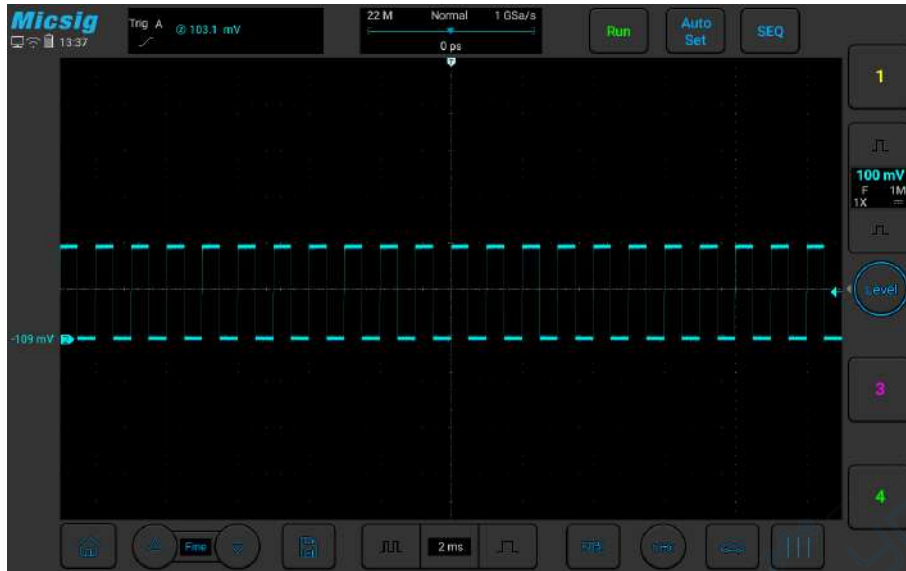 Micsig
13:37
Trig A
② 103.1 mV
22 M Normal 1 GSa/s
0 ps
Run
Auto
Set
SEQ
T
1
100 mV
F 1M
1X
Level
-109 mV
3
4
Fine
2 ms